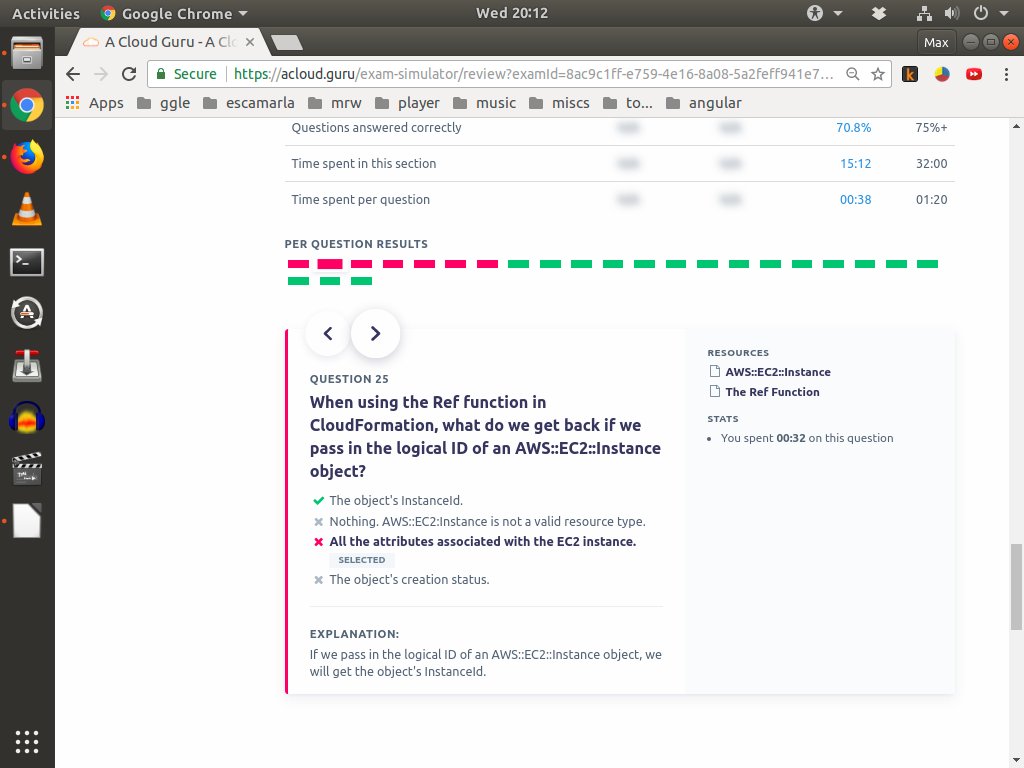 Activities Google Chrome Wed 20:12
A Cloud Guru - A Clo Max
Secure https://acloud.guru/exam-simulator/review?examId=8ac9c1ff-e759-4e16-8a08-5a2feff941e7...
Apps ggle escamarla mrw player music miscs to... angular
Questions answered correctly 70.8% 75%+
Time spent in this section 15:12 32:00
Time spent per question 00:38 01:20
PER QUESTION RESULTS
QUESTION 25
When using the Ref function in
CloudFormation, what do we get back if we
pass in the logical ID of an AWS::EC2::Instance
object?
The object's InstanceId.
Nothing. AWS::EC2:Instance is not a valid resource type.
All the attributes associated with the EC2 instance.
SELECTED
The object's creation status.
EXPLANATION:
If we pass in the logical ID of an AWS::EC2::Instance object, we
will get the object's InstanceId.
RESOURCES
AWS::EC2::Instance
The Ref Function
STATS
You spent 00:32 on this question